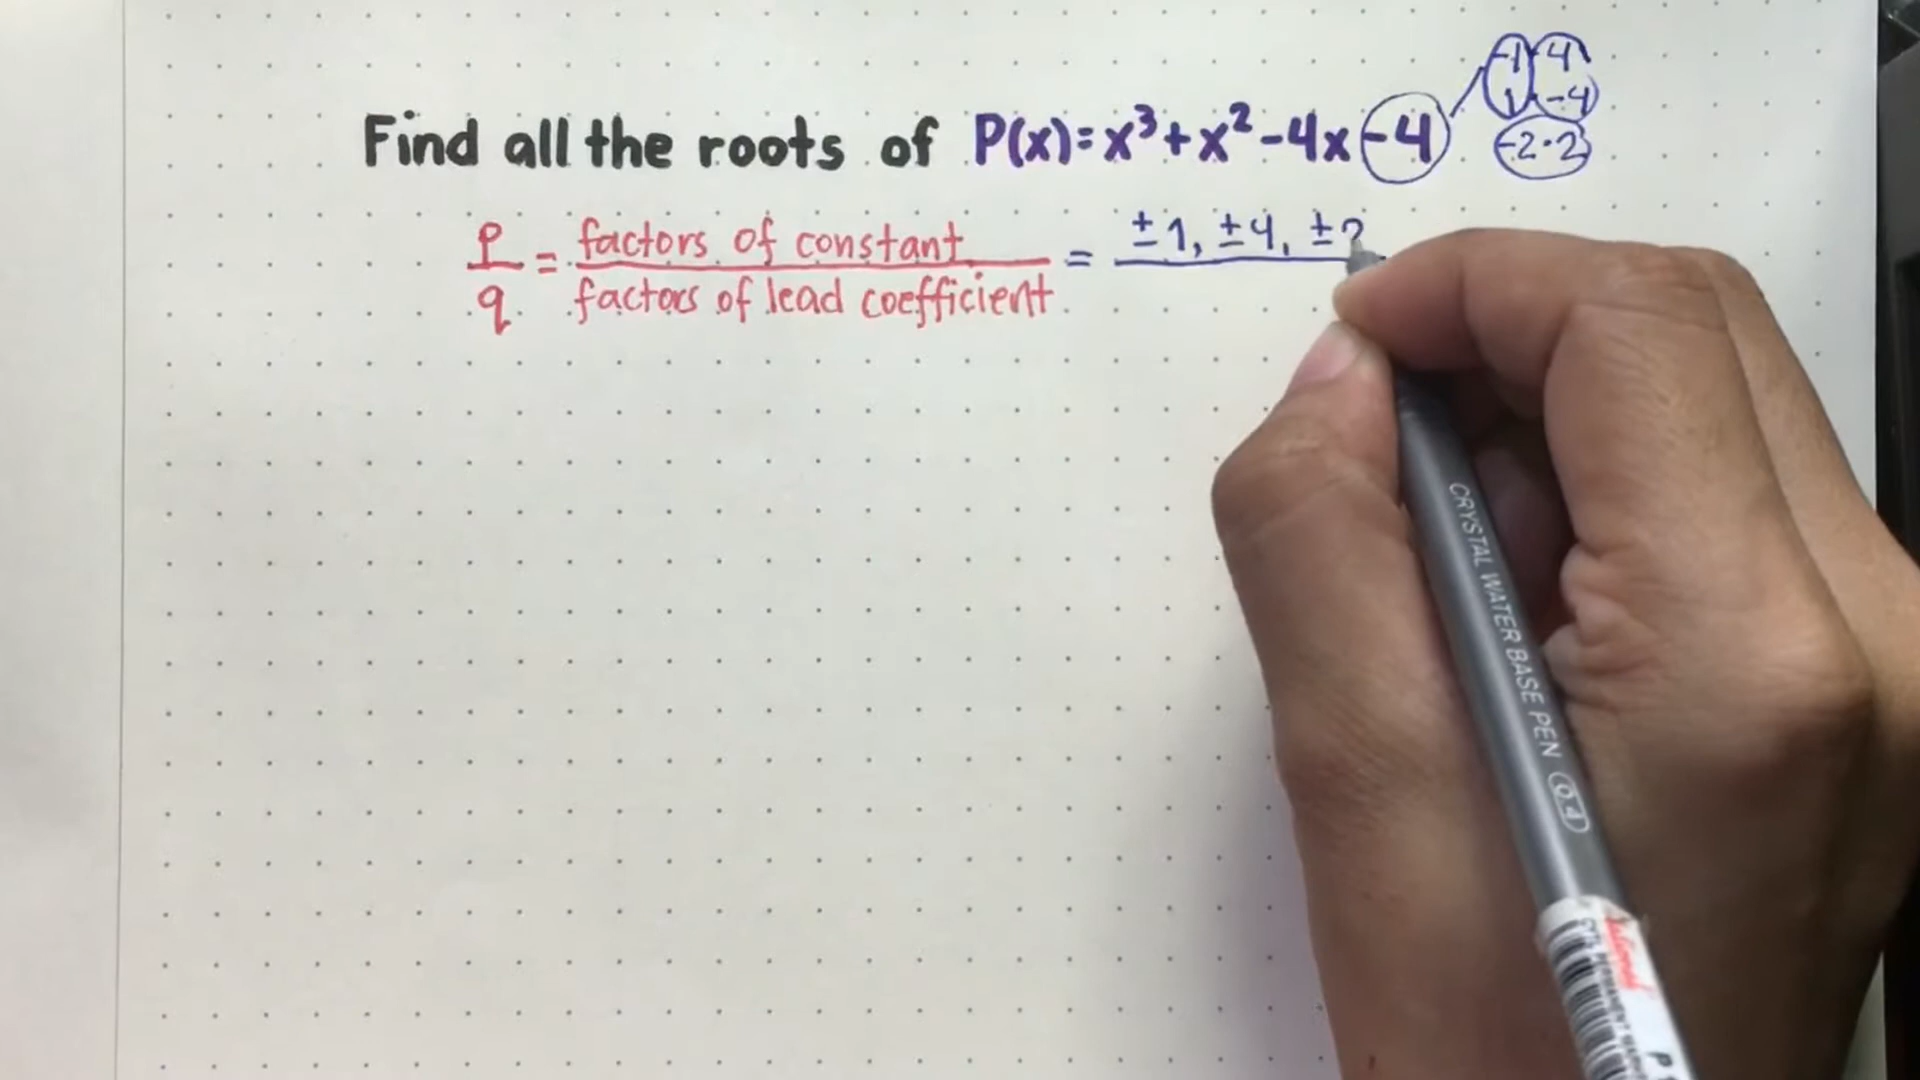 -1 4
1 -4
Find all the roots of P(x)=x³+x²-4x-4 -2·2
p/q = factors of constant/factors of lead coefficient = ±1, ±4, ±2
CRYSTAL WATER BASE PEN 0.4